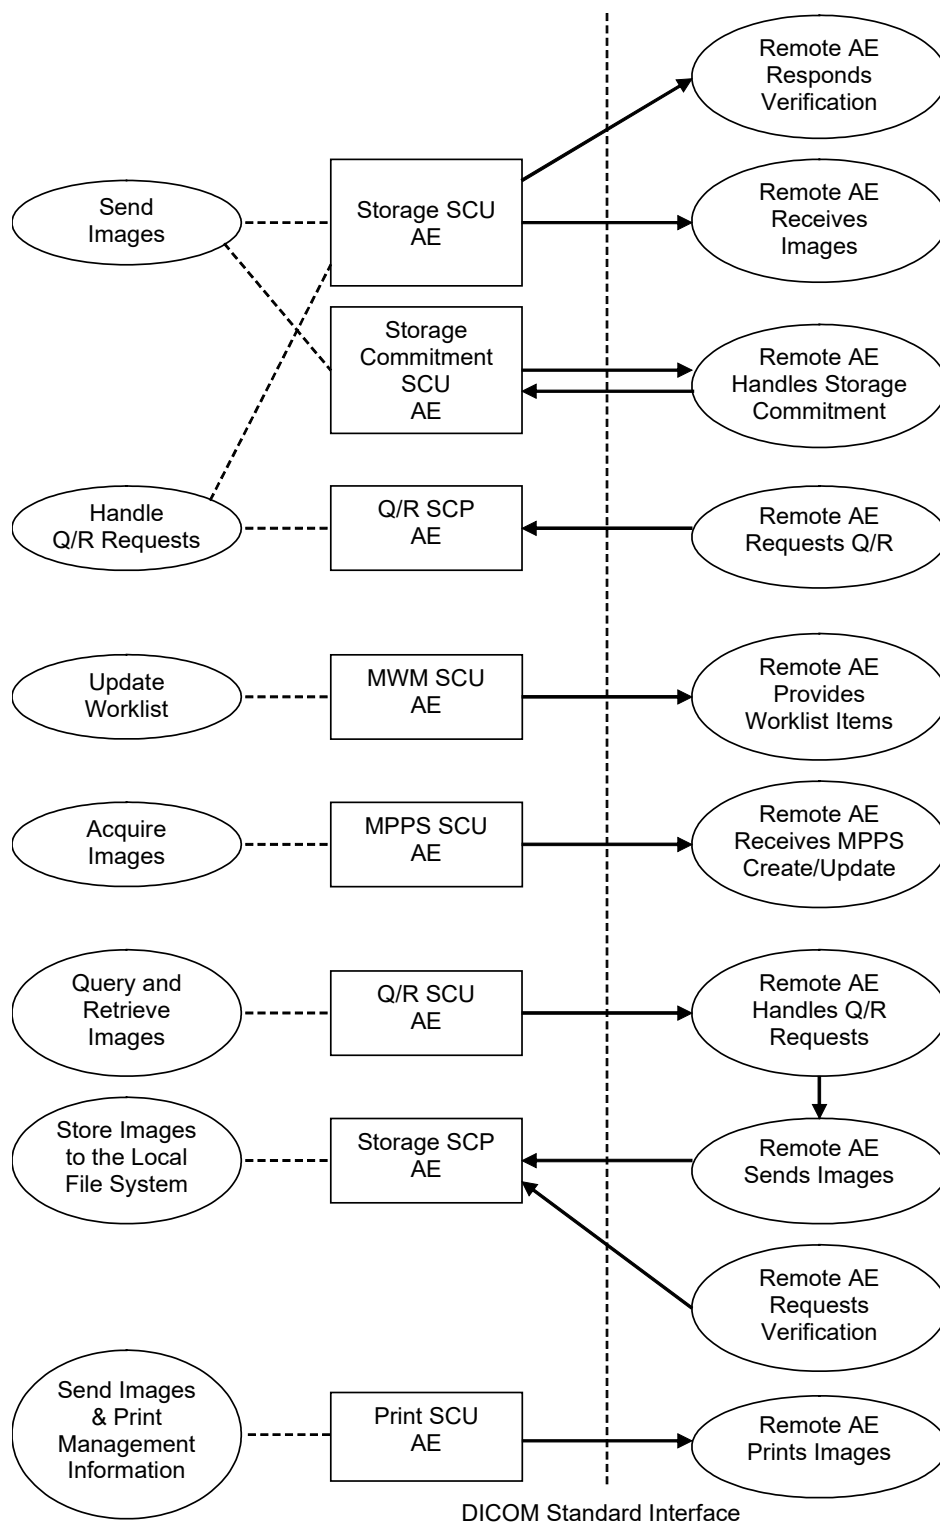 Remote AE
Responds
Verification
Send
Images
Storage SCU
AE
Remote AE
Receives
Images
Storage
Commitment
SCU
AE
Remote AE
Handles Storage
Commitment
Handle
Q/R Requests
Q/R SCP
AE
Remote AE
Requests Q/R
Update
Worklist
MWM SCU
AE
Remote AE
Provides
Worklist Items
Acquire
Images
MPPS SCU
AE
Remote AE
Receives MPPS
Create/Update
Query and
Retrieve
Images
Q/R SCU
AE
Remote AE
Handles Q/R
Requests
Store Images
to the Local
File System
Storage SCP
AE
Remote AE
Sends Images
Remote AE
Requests
Verification
Send Images
& Print
Management
Information
Print SCU
AE
Remote AE
Prints Images
DICOM Standard Interface